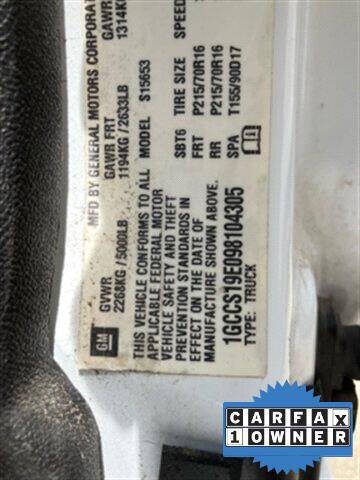 GM
MFD BY GENERAL MOTORS CORPORAT
GVWR
GAWR FRT
GAWR
2268KG / 5000LB
1194KG / 2633LB
1314K
THIS VEHICLE CONFORMS TO ALL
APPLICABLE FEDERAL MOTOR
VEHICLE SAFETY AND THEFT
PREVENTION STANDARDS IN
EFFECT ON THE DATE OF
MANUFACTURE SHOWN ABOVE.
1GCCS19E098104305
TYPE: TRUCK
MODEL S15653
SBT6 TIRE SIZE SPEED
FRT P215/70R16
RR P215/70R16
SPA T155/90D17
CARFAX
1 OWNER